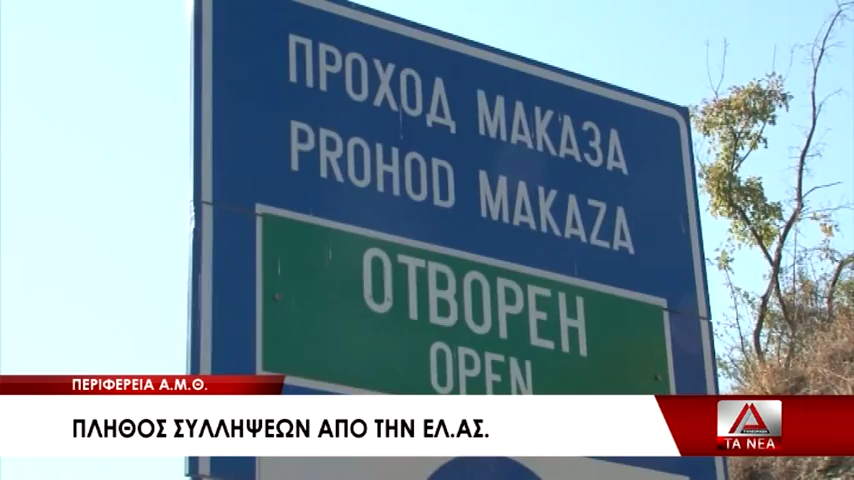 ПРОХОД МАКАЗА
PROHOD MAKAZA
ОТВОРЕН
OPEN
ΠΕΡΙΦΕΡΕΙΑ Α.Μ.Θ.
ΠΛΗΘΟΣ ΣΥΛΛΗΨΕΩΝ ΑΠΟ ΤΗΝ ΕΛ.ΑΣ.
ΤΑ ΝΕΑ